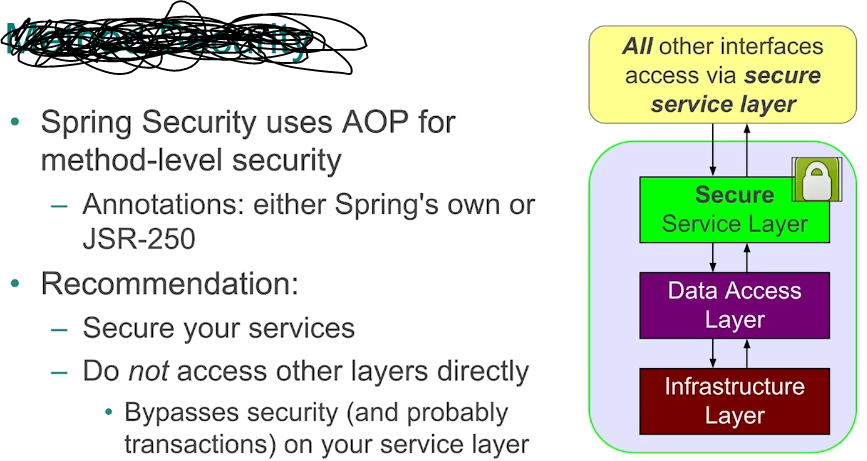 Security
• Spring Security uses AOP for
method-level security
– Annotations: either Spring's own or
JSR-250
• Recommendation:
– Secure your services
– Do not access other layers directly
• Bypasses security (and probably
transactions) on your service layer
All other interfaces
access via secure
service layer
Secure
Service Layer
Data Access
Layer
Infrastructure
Layer